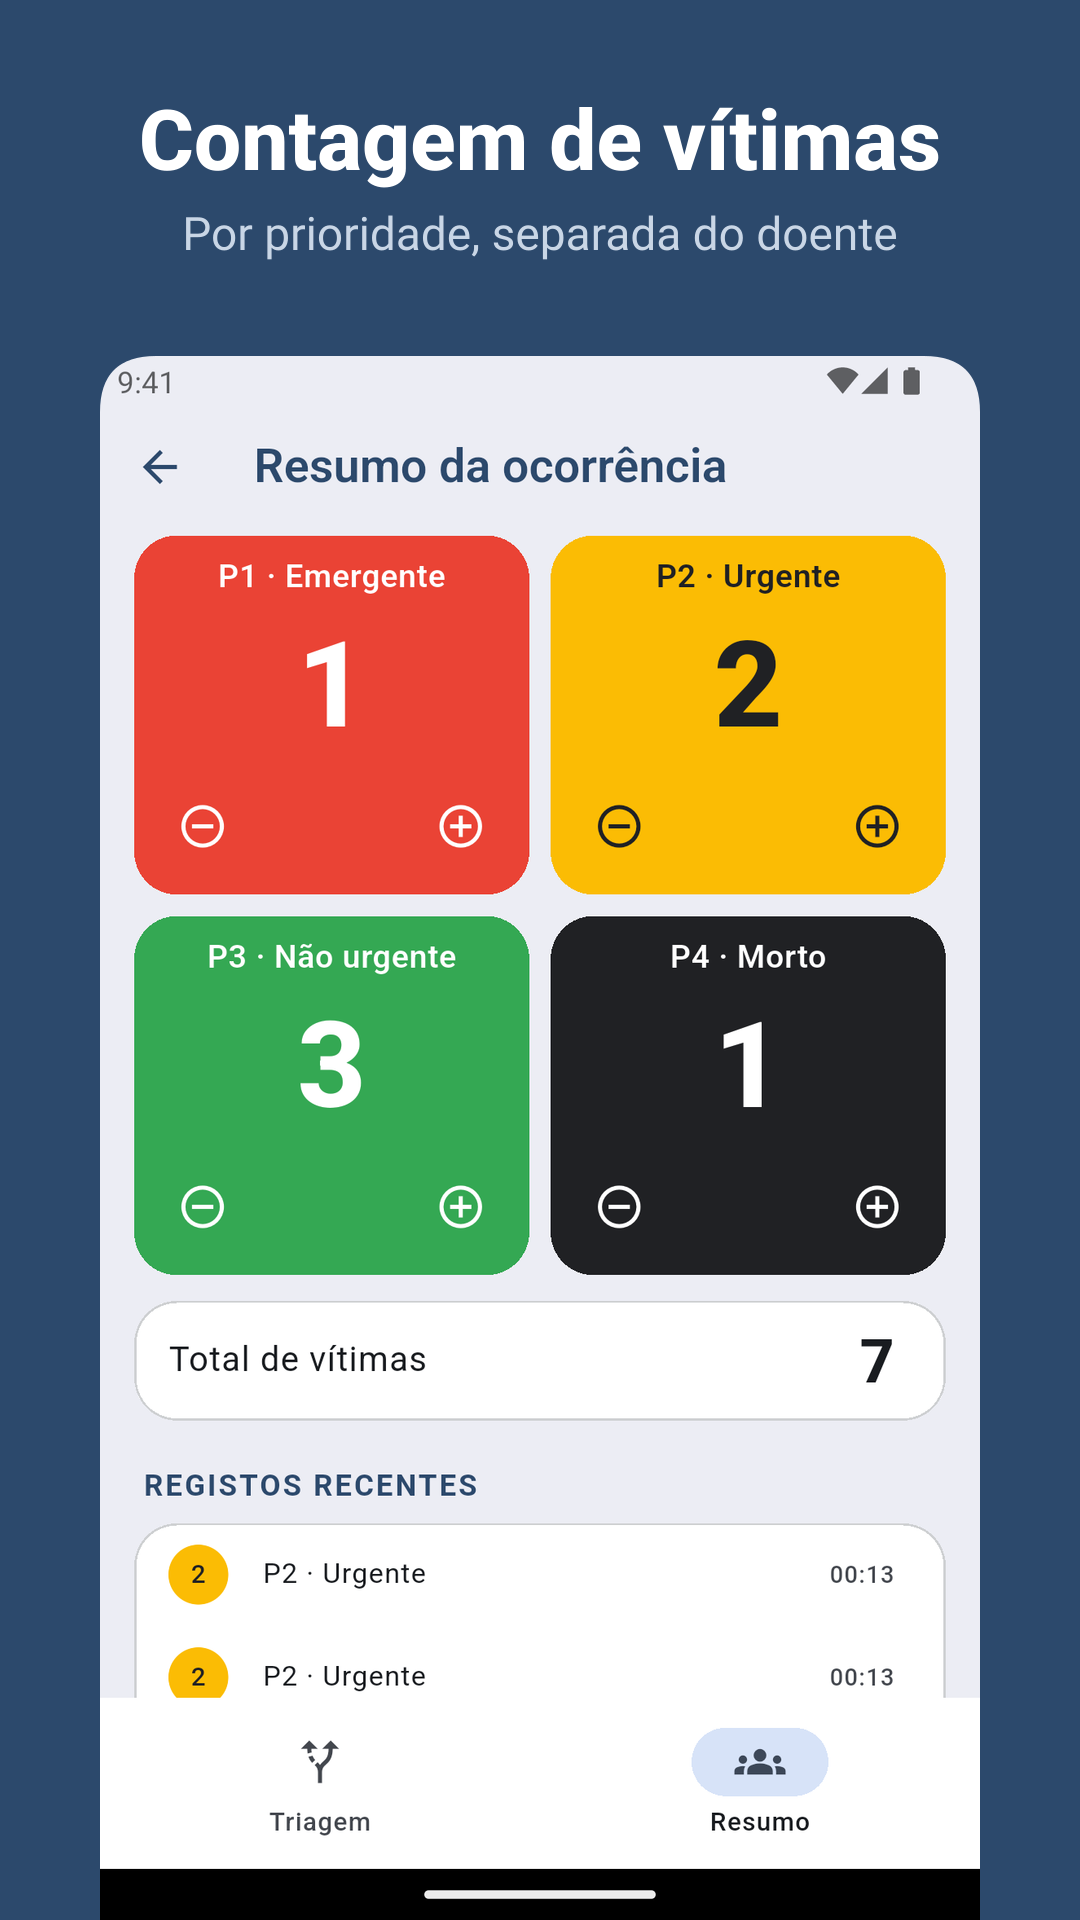 Contagem de vítimas
Por prioridade, separada do doente
9:41
Resumo da ocorrência
P1 · Emergente
1
P2 · Urgente
2
P3 · Não urgente
3
P4 · Morto
1
Total de vítimas 7
REGISTOS RECENTES
2 P2 · Urgente 00:13
2 P2 · Urgente 00:13
Triagem
Resumo